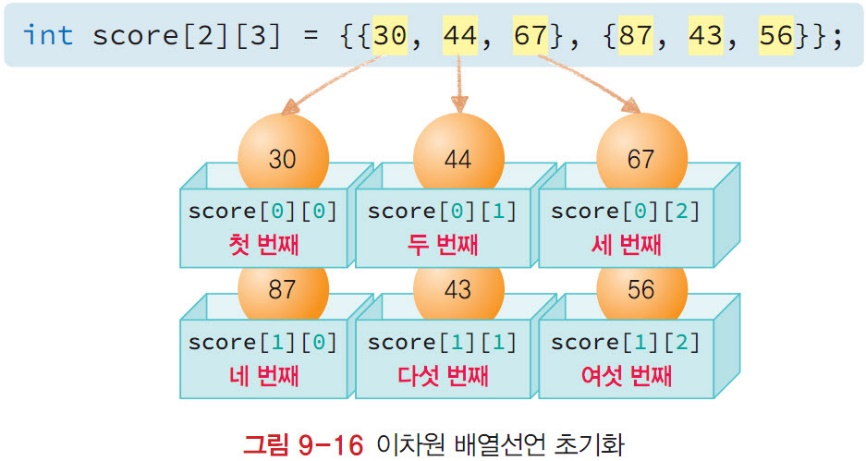 int score[2][3] = {{30, 44, 67}, {87, 43, 56}};
30 44 67
score[0][0] score[0][1] score[0][2]
첫 번째 두 번째 세 번째
87 43 56
score[1][0] score[1][1] score[1][2]
네 번째 다섯 번째 여섯 번째
그림 9-16 이차원 배열선언 초기화